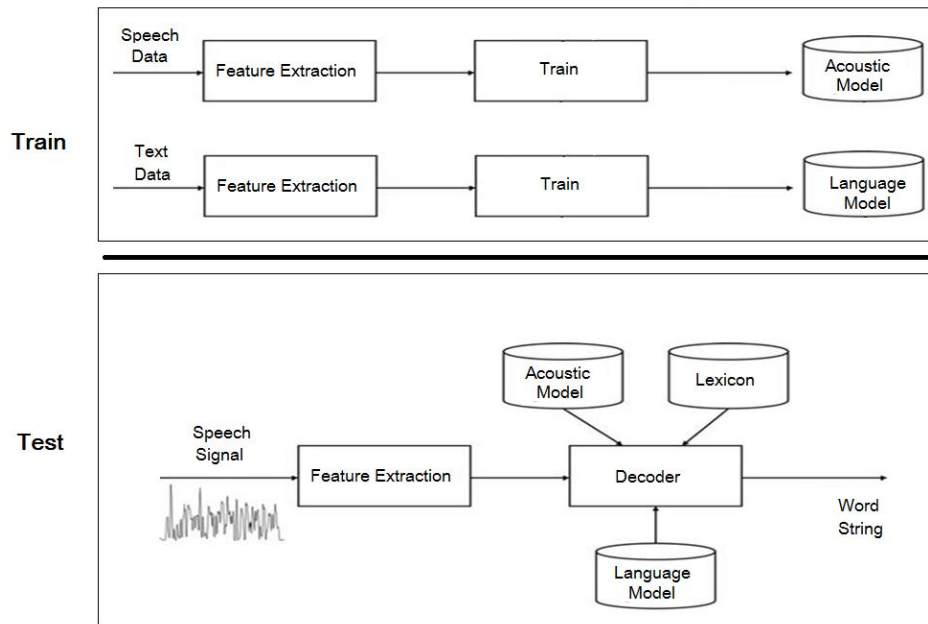 Speech
Data
Feature Extraction
Train
Acoustic
Model
Train
Text
Data
Feature Extraction
Train
Language
Model
Acoustic
Model
Lexicon
Test
Speech
Signal
Feature Extraction
Decoder
Word
String
Language
Model